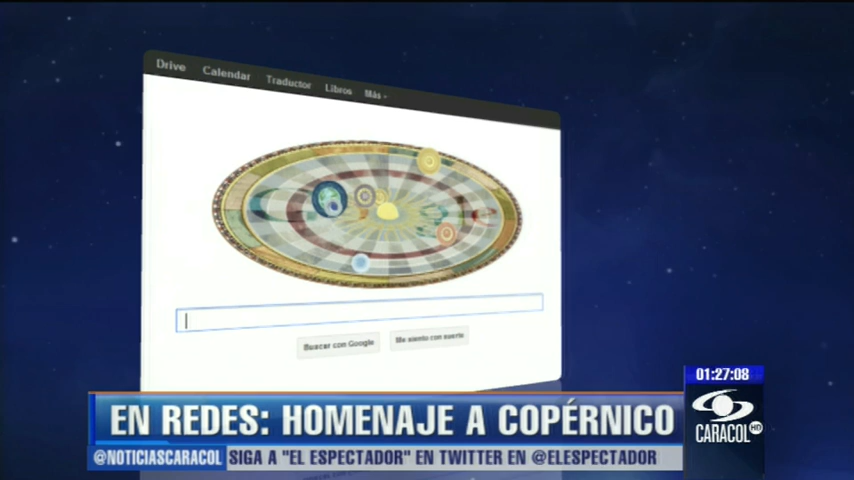 Drive Calendar Traductor Libros Más
Buscar con Google Me siento con suerte
01:27:08
EN REDES: HOMENAJE A COPÉRNICO
CARACOL HD
@NOTICIASCARACOL SIGA A "EL ESPECTADOR" EN TWITTER EN @ELESPECTADOR